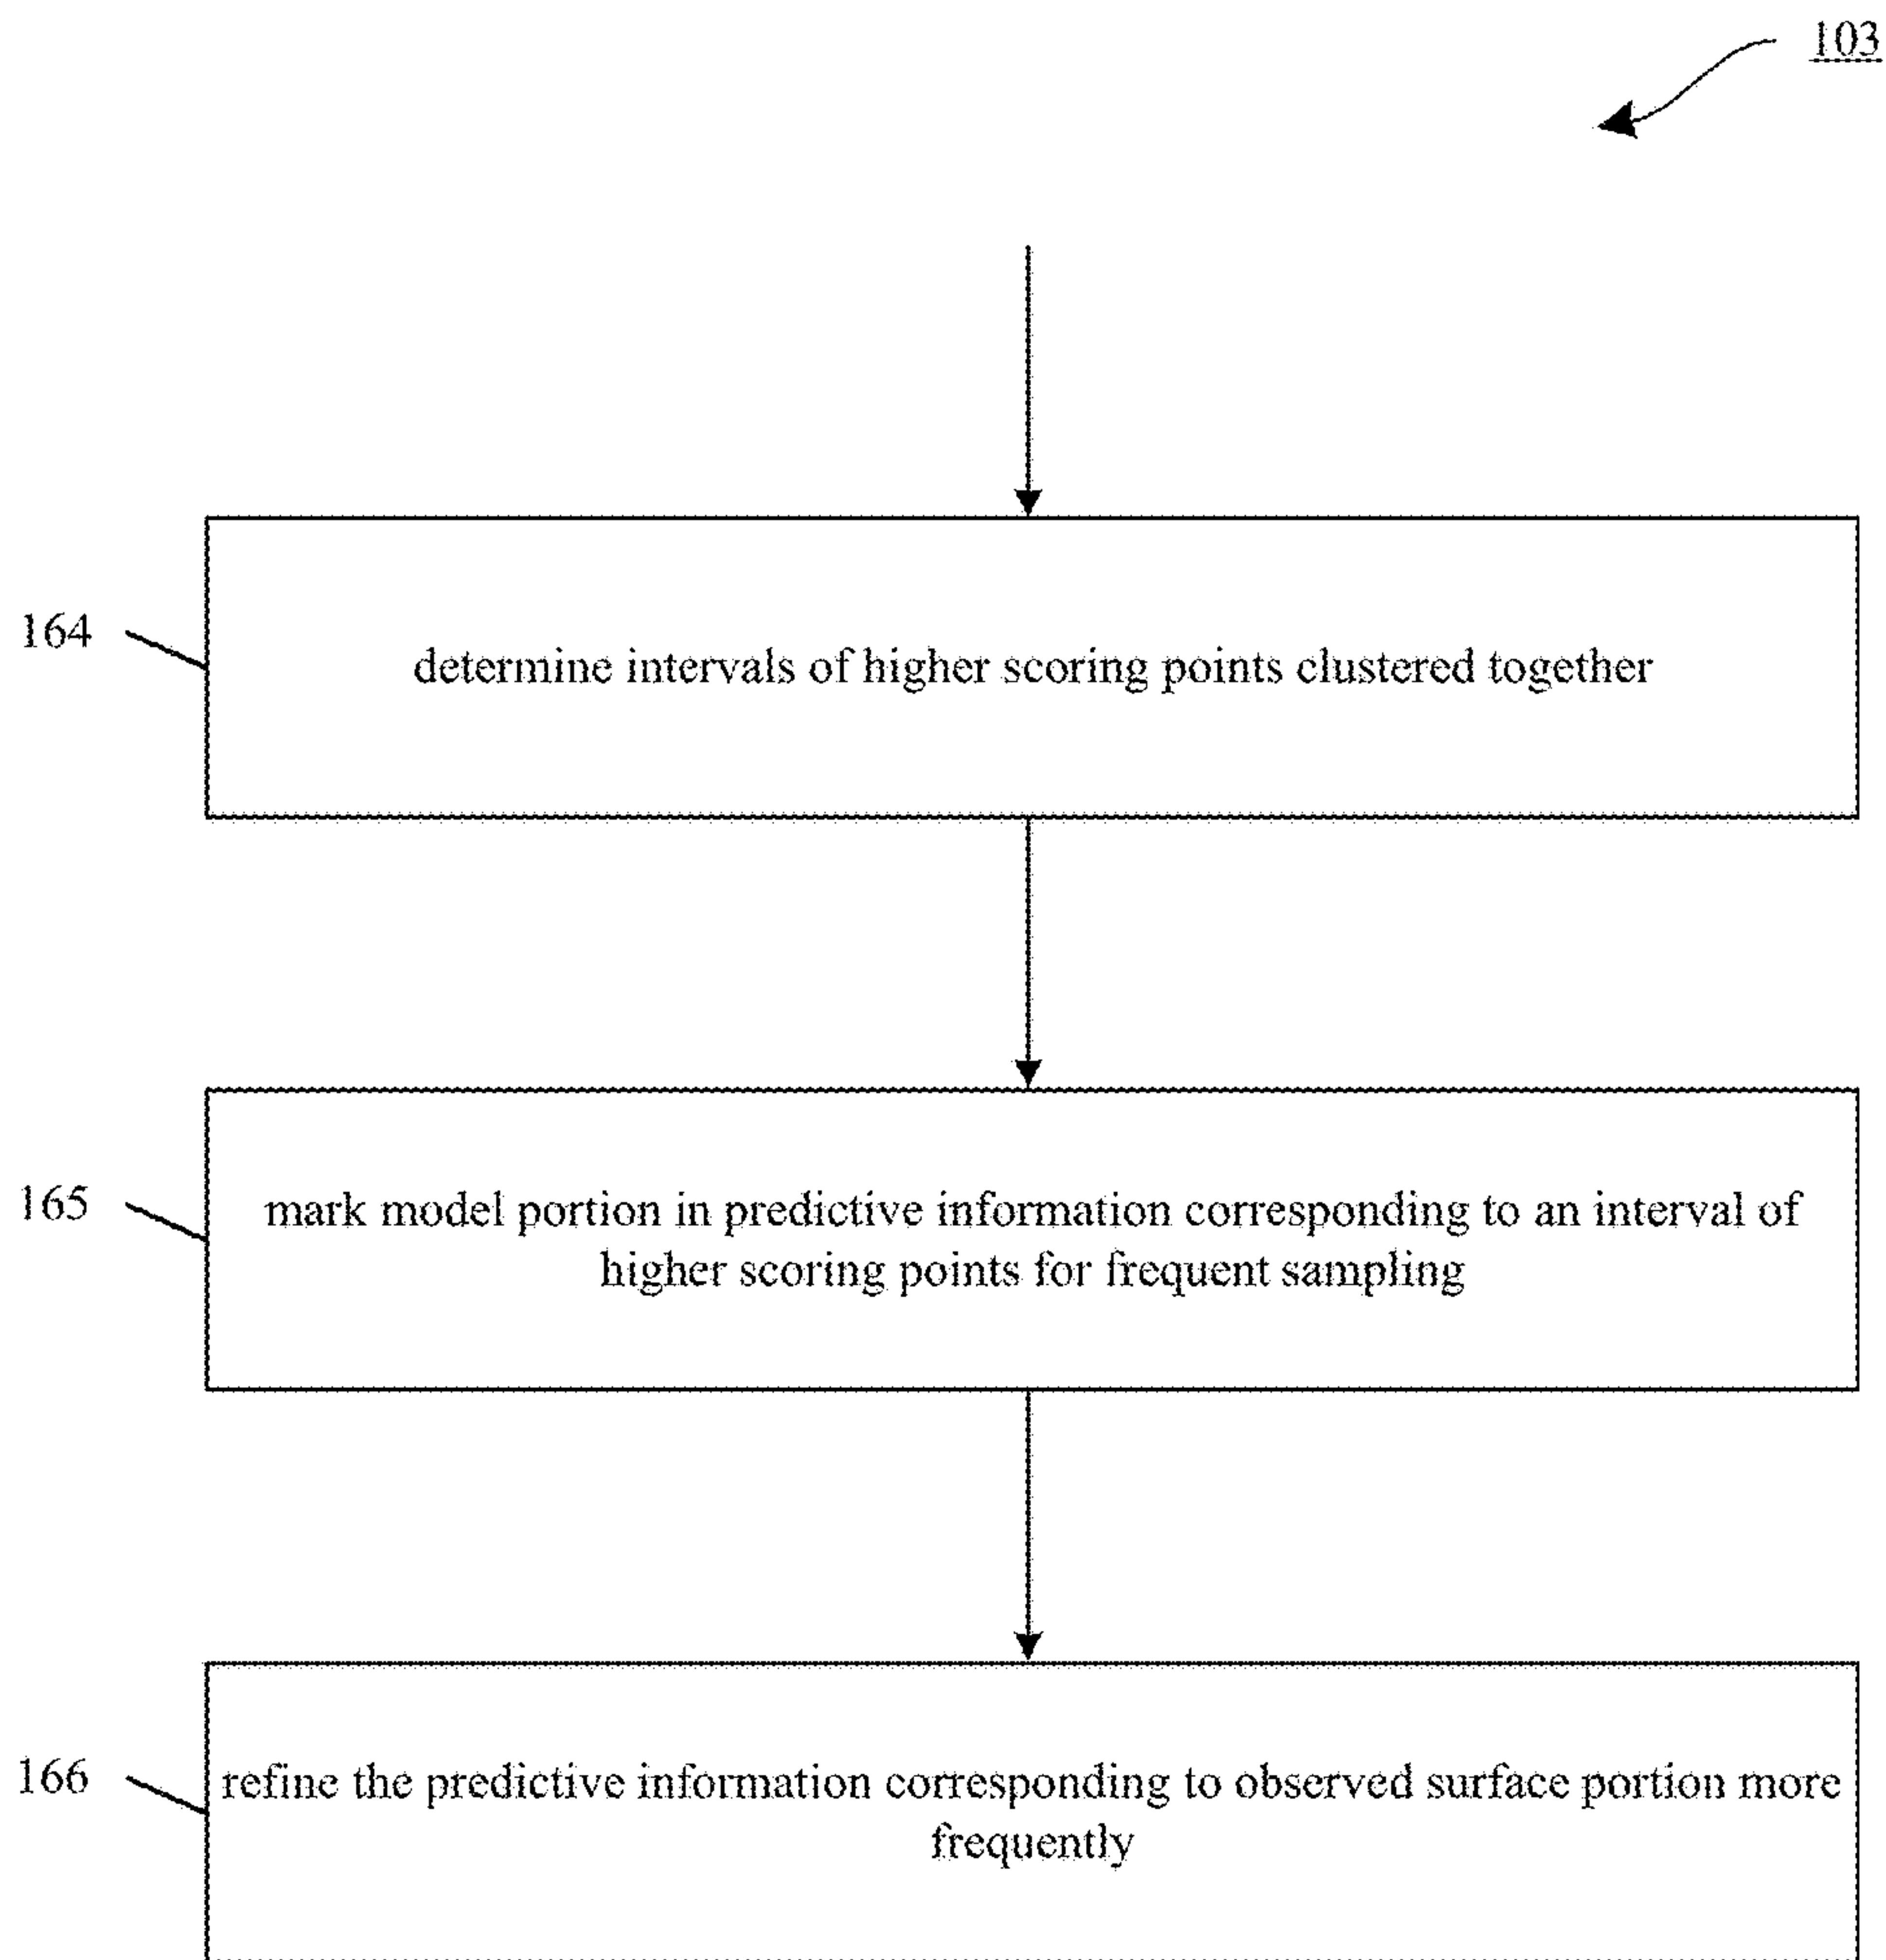 103
164
determine intervals of higher scoring points clustered together
165
mark model portion in predictive information corresponding to an interval of
higher scoring points for frequent sampling
166
refine the predictive information corresponding to observed surface portion more
frequently